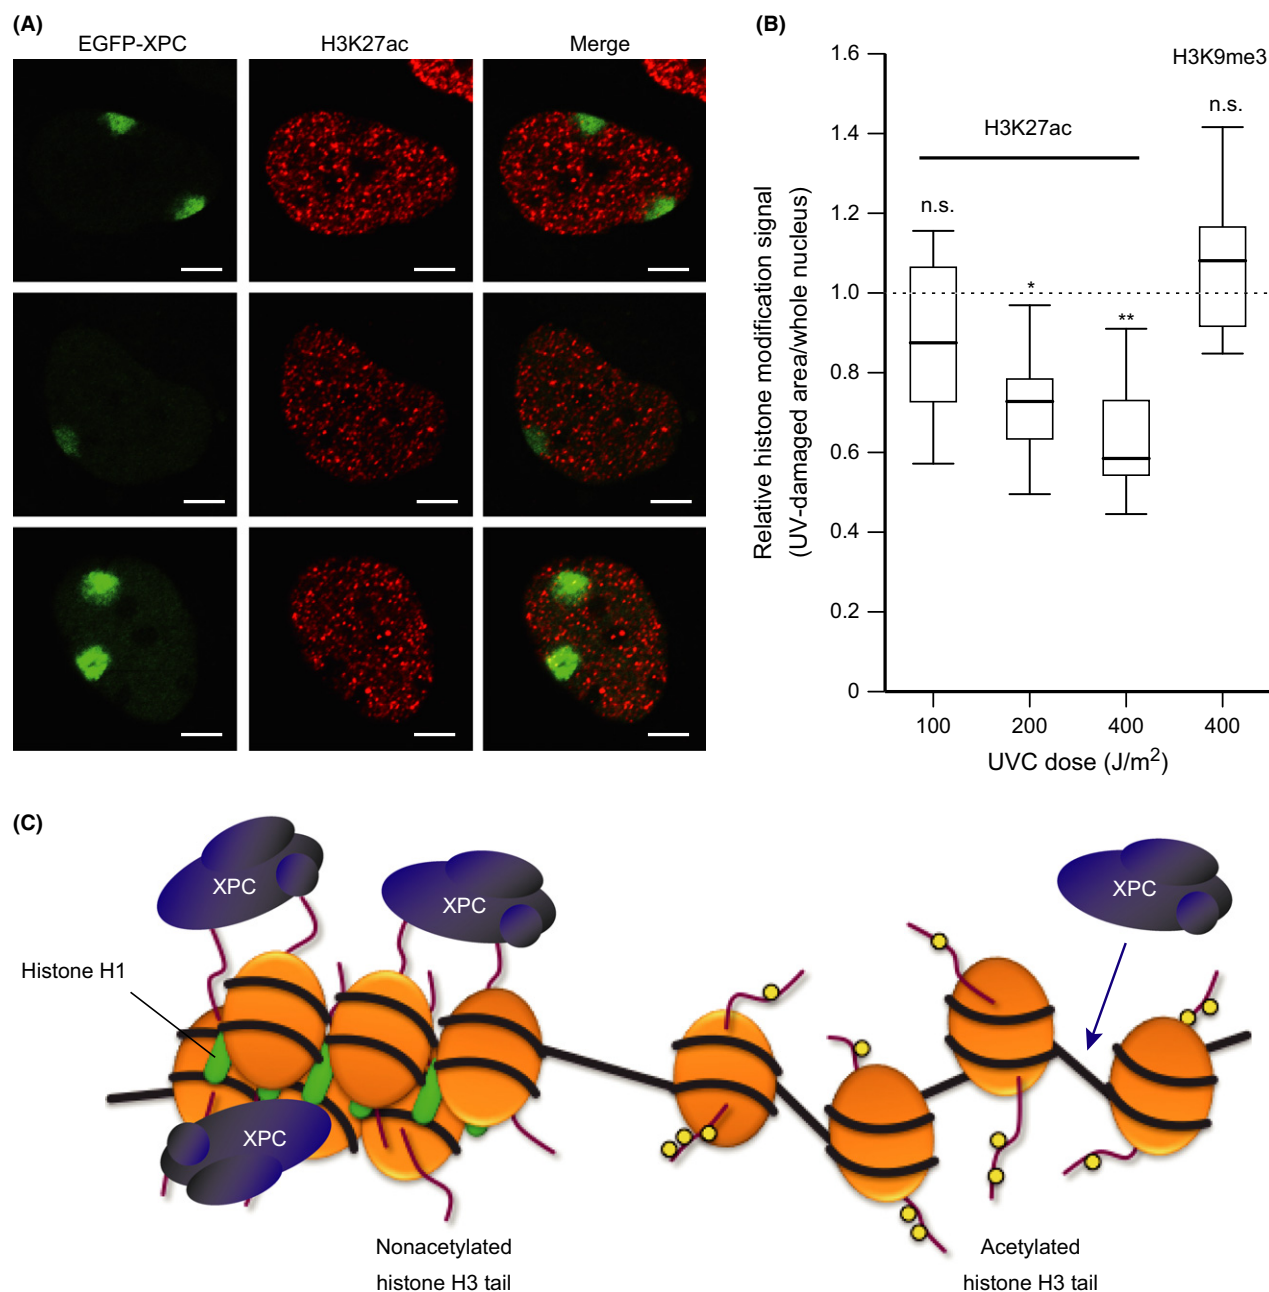 (A)
EGFP-XPC
H3K27ac
Merge
(B)
Relative histone modification signal
(UV-damaged area/whole nucleus)
1.6
1.4
1.2
1.0
0.8
0.6
0.4
0.2
0
H3K27ac
H3K9me3
n.s.
*
**
n.s.
100
200
400
400
UVC dose (J/m2)
(C)
XPC
XPC
XPC
XPC
Histone H1
Nonacetylated
histone H3 tail
Acetylated
histone H3 tail